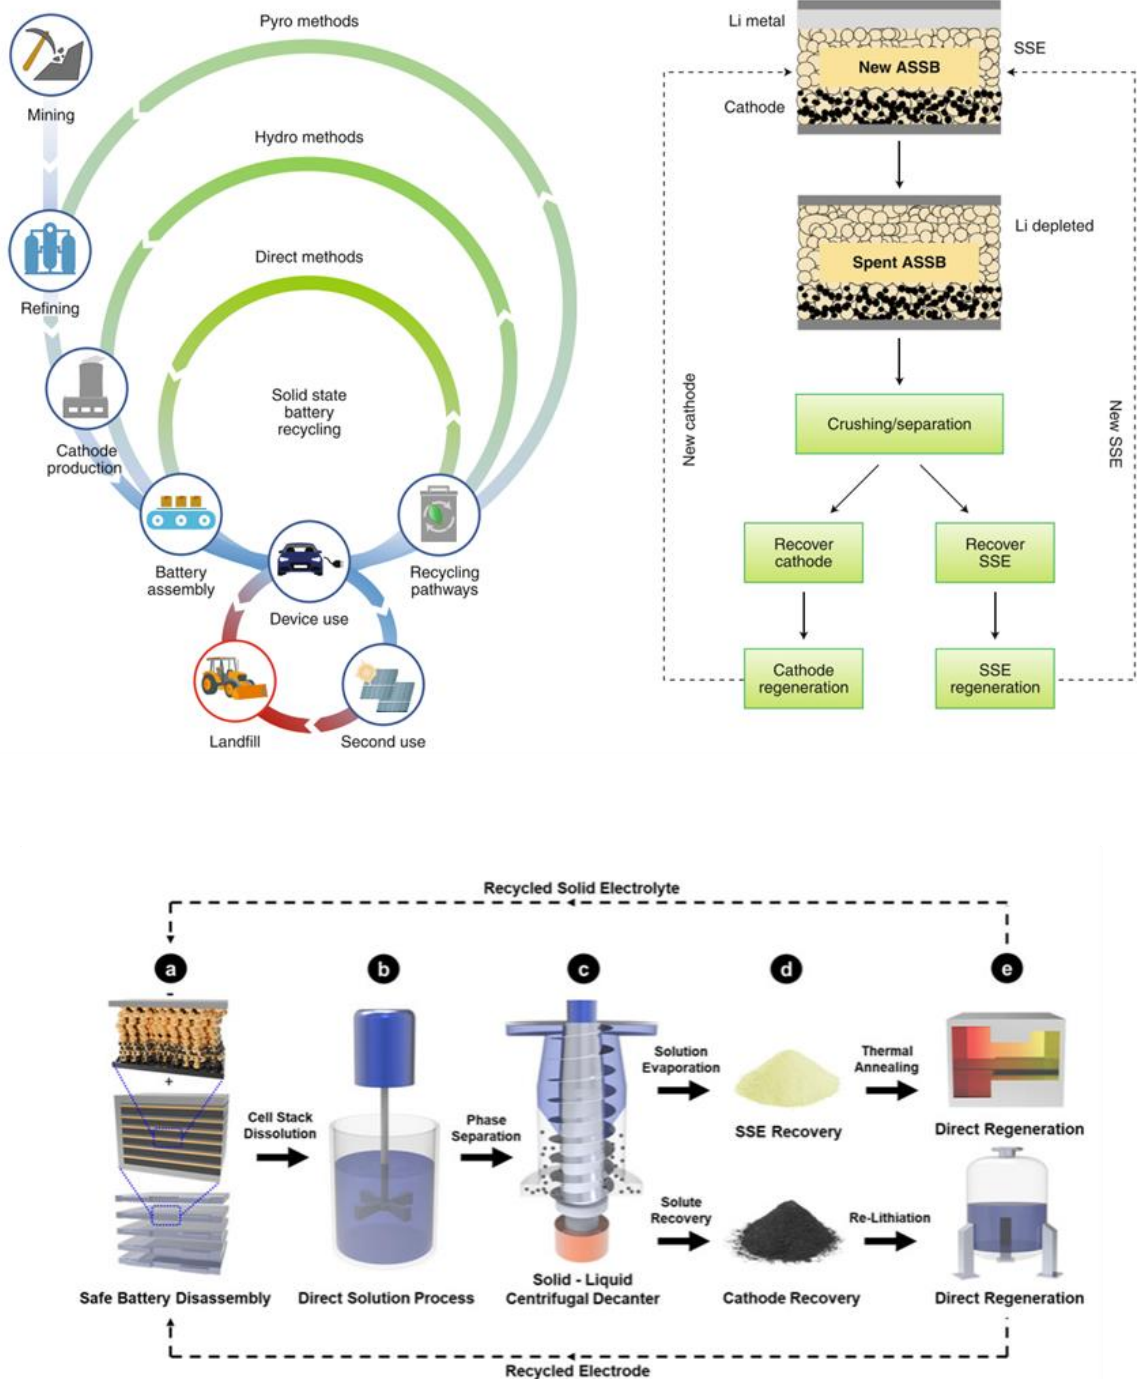 Pyro methods
Mining
Hydro methods
Direct methods
Refining
Solid state
battery
recycling
Cathode
production
Battery
assembly
Device use
Recycling
pathways
Landfill
Second use
Li metal
SSE
New ASSB
Cathode
Li depleted
Spent ASSB
New cathode
New SSE
Crushing/separation
Recover
cathode
Recover
SSE
Cathode
regeneration
SSE
regeneration
Recycled Solid Electrolyte
a
b
c
d
e
-
+
Cell Stack
Dissolution
Phase
Separation
Solution
Evaporation
Thermal
Annealing
SSE Recovery
Direct Regeneration
Solute
Recovery
Re-Lithiation
Safe Battery Disassembly
Direct Solution Process
Solid - Liquid
Centrifugal Decanter
Cathode Recovery
Direct Regeneration
Recycled Electrode